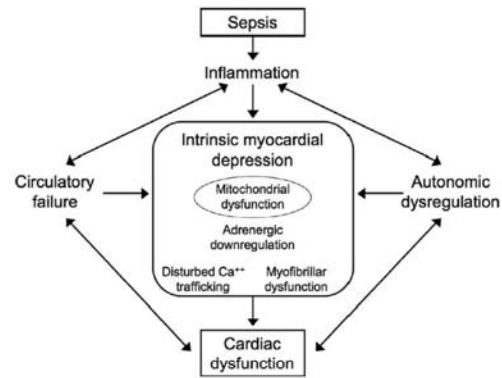 Sepsis
Inflammation
Intrinsic myocardial
depression
Circulatory
failure
Mitochondrial
dysfunction
Autonomic
dysregulation
Adrenergic
downregulation
Disturbed Ca⁺⁺
trafficking
Myofibrillar
dysfunction
Cardiac
dysfunction